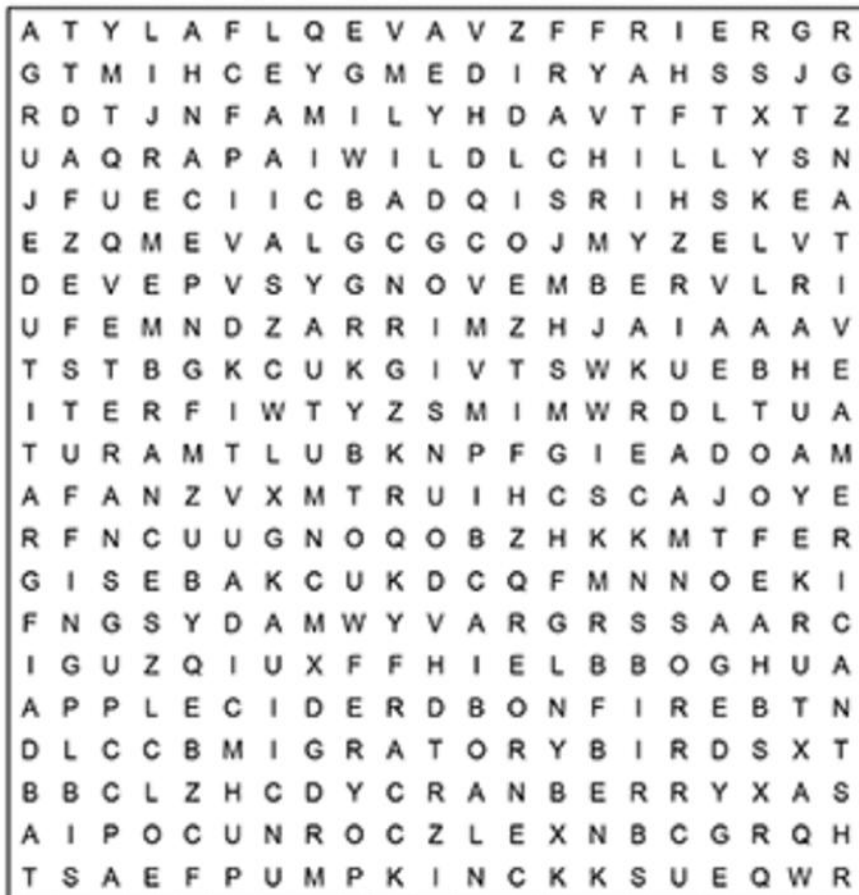 A T Y L A F L Q E V A V Z F F R I E R G R
G T M I H C E Y G M E D I R Y A H S S J G
R D T J N F A M I L Y H D A V T F T X T Z
U A Q R A P A I W I L D L C H I L L Y S N
J F U E C I I C B A D Q I S R I H S K E A
E Z Q M E V A L G C G C O J M Y Z E L V T
D E V E P V S Y G N O V E M B E R V L R I
U F E M N D Z A R R I M Z H J A I A A A V
T S T B G K C U K G I V T S W K U E B H E
I T E R F I W T Y Z S M I M W R D L T U A
T U R A M T L U B K N P F G I E A D O A M
A F A N Z V X M T R U I H C S C A J O Y E
R F N C U U G N O Q O B Z H K K M T F E R
G I S E B A K C U K D C Q F M N N O E K I
F N G S Y D A M W Y V A R G R S S A A R C
I G U Z Q I U X F F H I E L B B O G H U A
A P P L E C I D E R D B O N F I R E B T N
D L C C B M I G R A T O R Y B I R D S X T
B B C L Z H C D Y C R A N B E R R Y X A S
A I P O C U N R O C Z L E X N B C G R Q H
T S A E F P U M P K I N C K K S U E Q W R